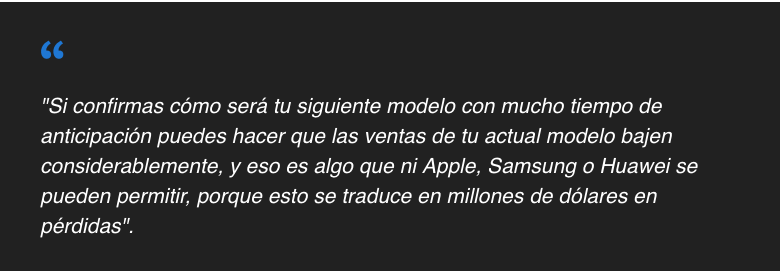 “
"Si confirmas cómo será tu siguiente modelo con mucho tiempo de
anticipación puedes hacer que las ventas de tu actual modelo bajen
considerablemente, y eso es algo que ni Apple, Samsung o Huawei se
pueden permitir, porque esto se traduce en millones de dólares en
pérdidas".